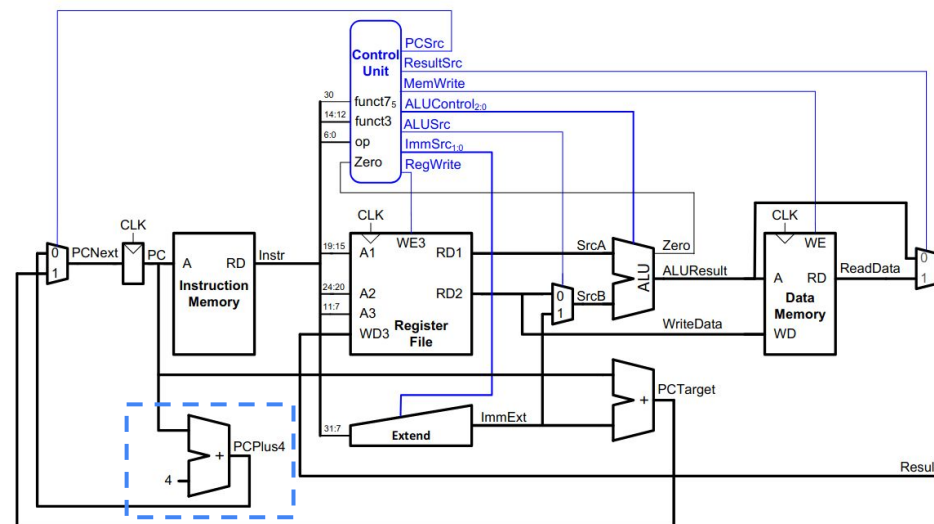 Control
Unit
PCSrc
ResultSrc
MemWrite
ALUControl2:0
ALUSrc
ImmSrc1:0
RegWrite
30
funct75
14:12
funct3
6:0
op
Zero
CLK
PCNext
0
1
PC
A
RD
Instruction
Memory
Instr
CLK
WE3
19:15
A1
RD1
24:20
A2
RD2
11:7
A3
WD3
Register
File
SrcA
0
1
SrcB
ALU
Zero
ALUResult
WriteData
CLK
WE
A
RD
Data
Memory
WD
ReadData
0
1
31:7
Extend
ImmExt
+
PCTarget
4
+
PCPlus4
Resul